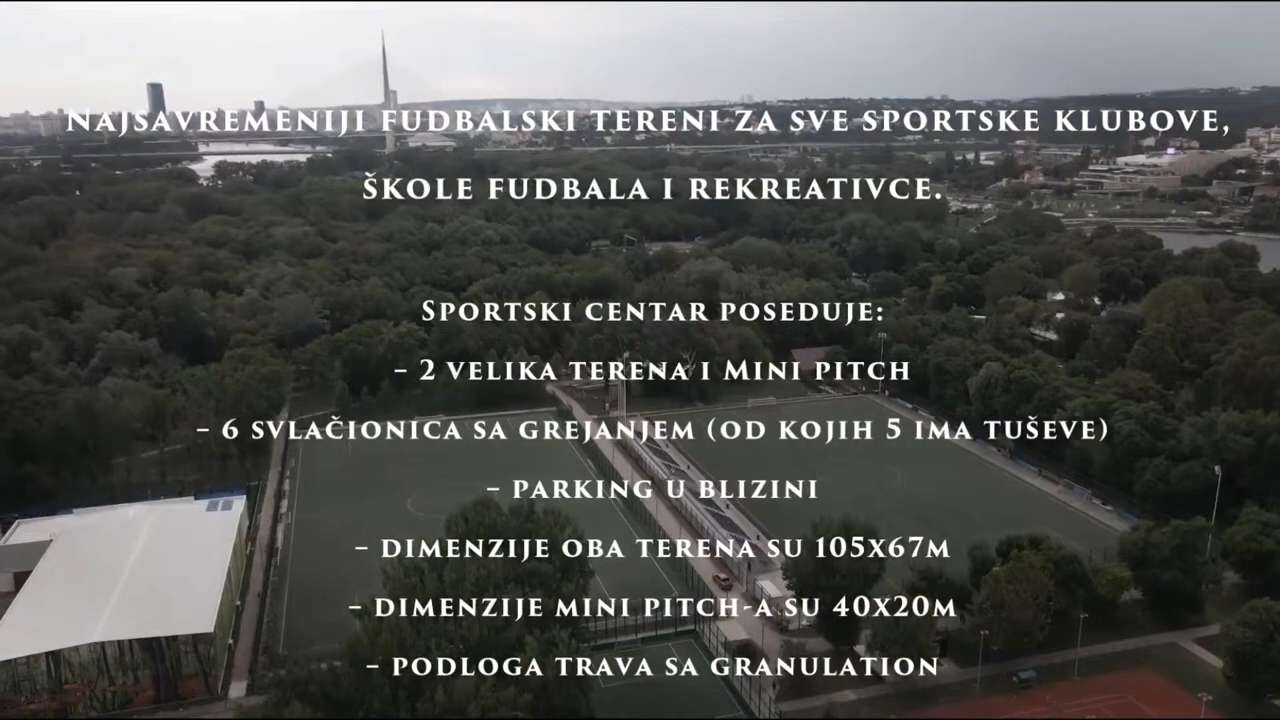 Najsavremeniji fudbalski tereni za sve sportske klubove,
škole fudbala i rekreativce.
Sportski centar poseduje:
– 2 velika terena i Mini pitch
– 6 svlačionica sa grejanjem (od kojih 5 ima tuševe)
– parking u blizini
– dimenzije oba terena su 105x67m
– dimenzije mini pitch-a su 40x20m
– podloga trava sa granulation